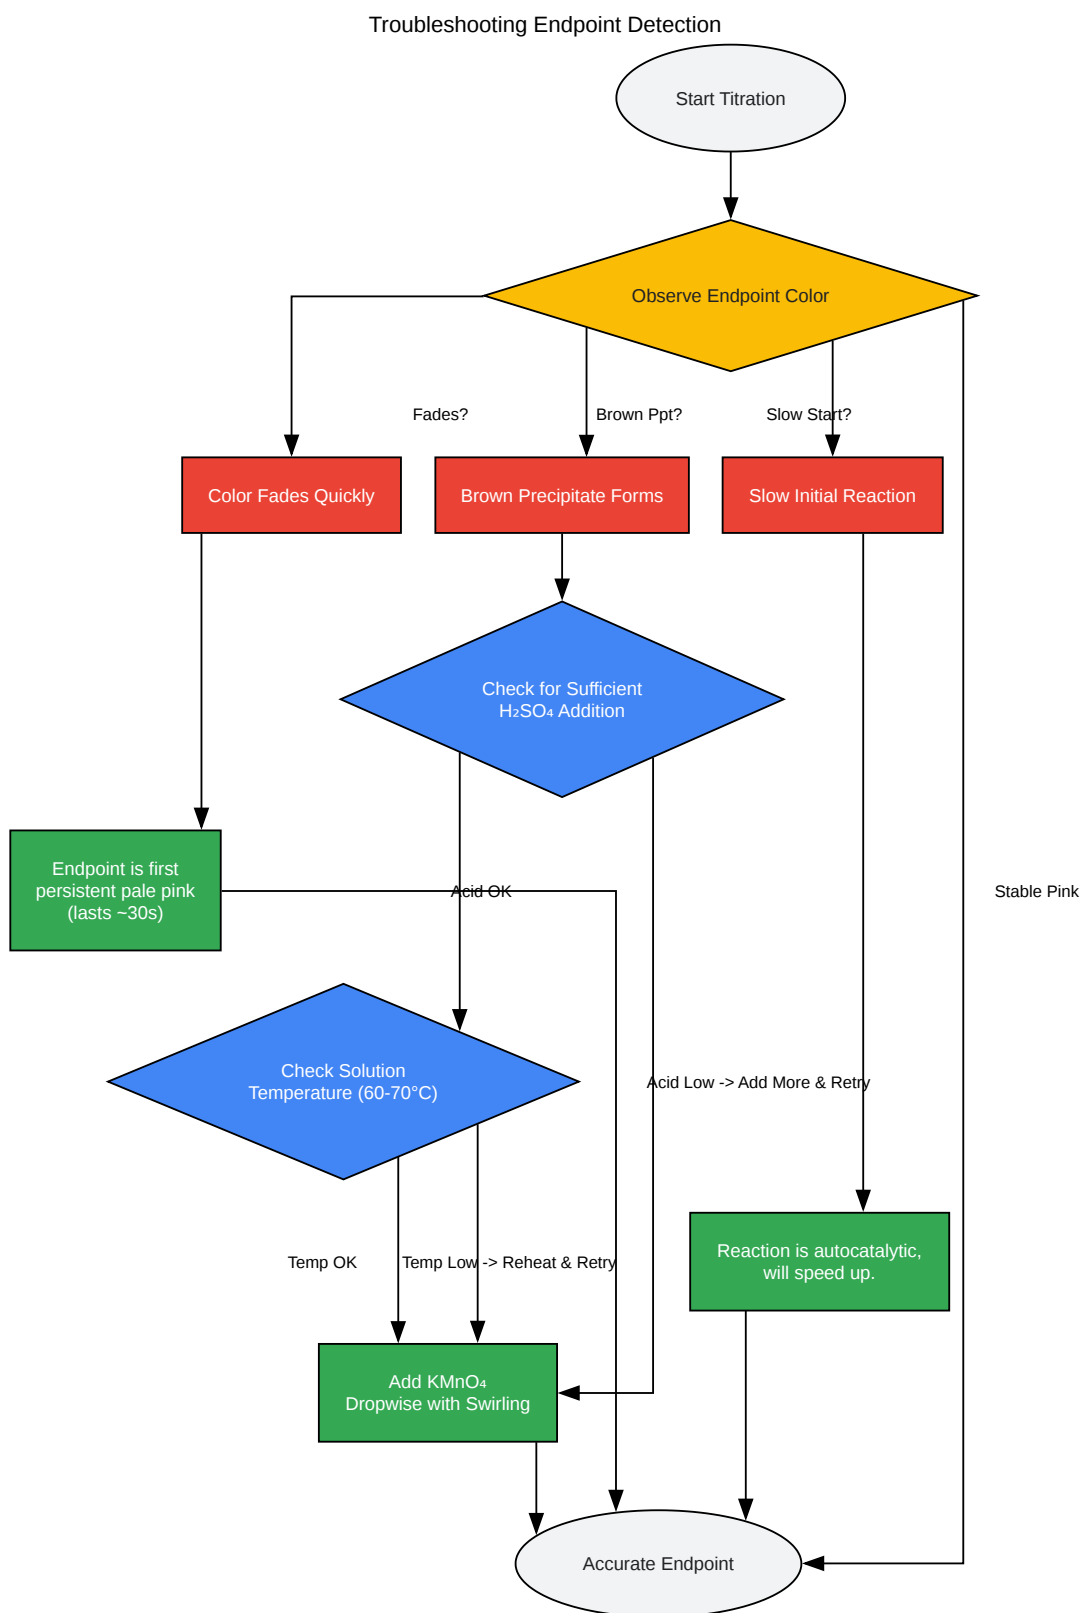 Troubleshooting Endpoint Detection
Start Titration
Observe Endpoint Color
Fades?
Brown Ppt?
Slow Start?
Color Fades Quickly
Brown Precipitate Forms
Slow Initial Reaction
Check for Sufficient
H₂SO₄ Addition
Endpoint is first
persistent pale pink
(lasts ~30s)
Acid OK
Stable Pink
Check Solution
Temperature (60-70°C)
Acid Low -> Add More & Retry
Temp OK
Temp Low -> Reheat & Retry
Reaction is autocatalytic,
will speed up.
Add KMnO₄
Dropwise with Swirling
Accurate Endpoint